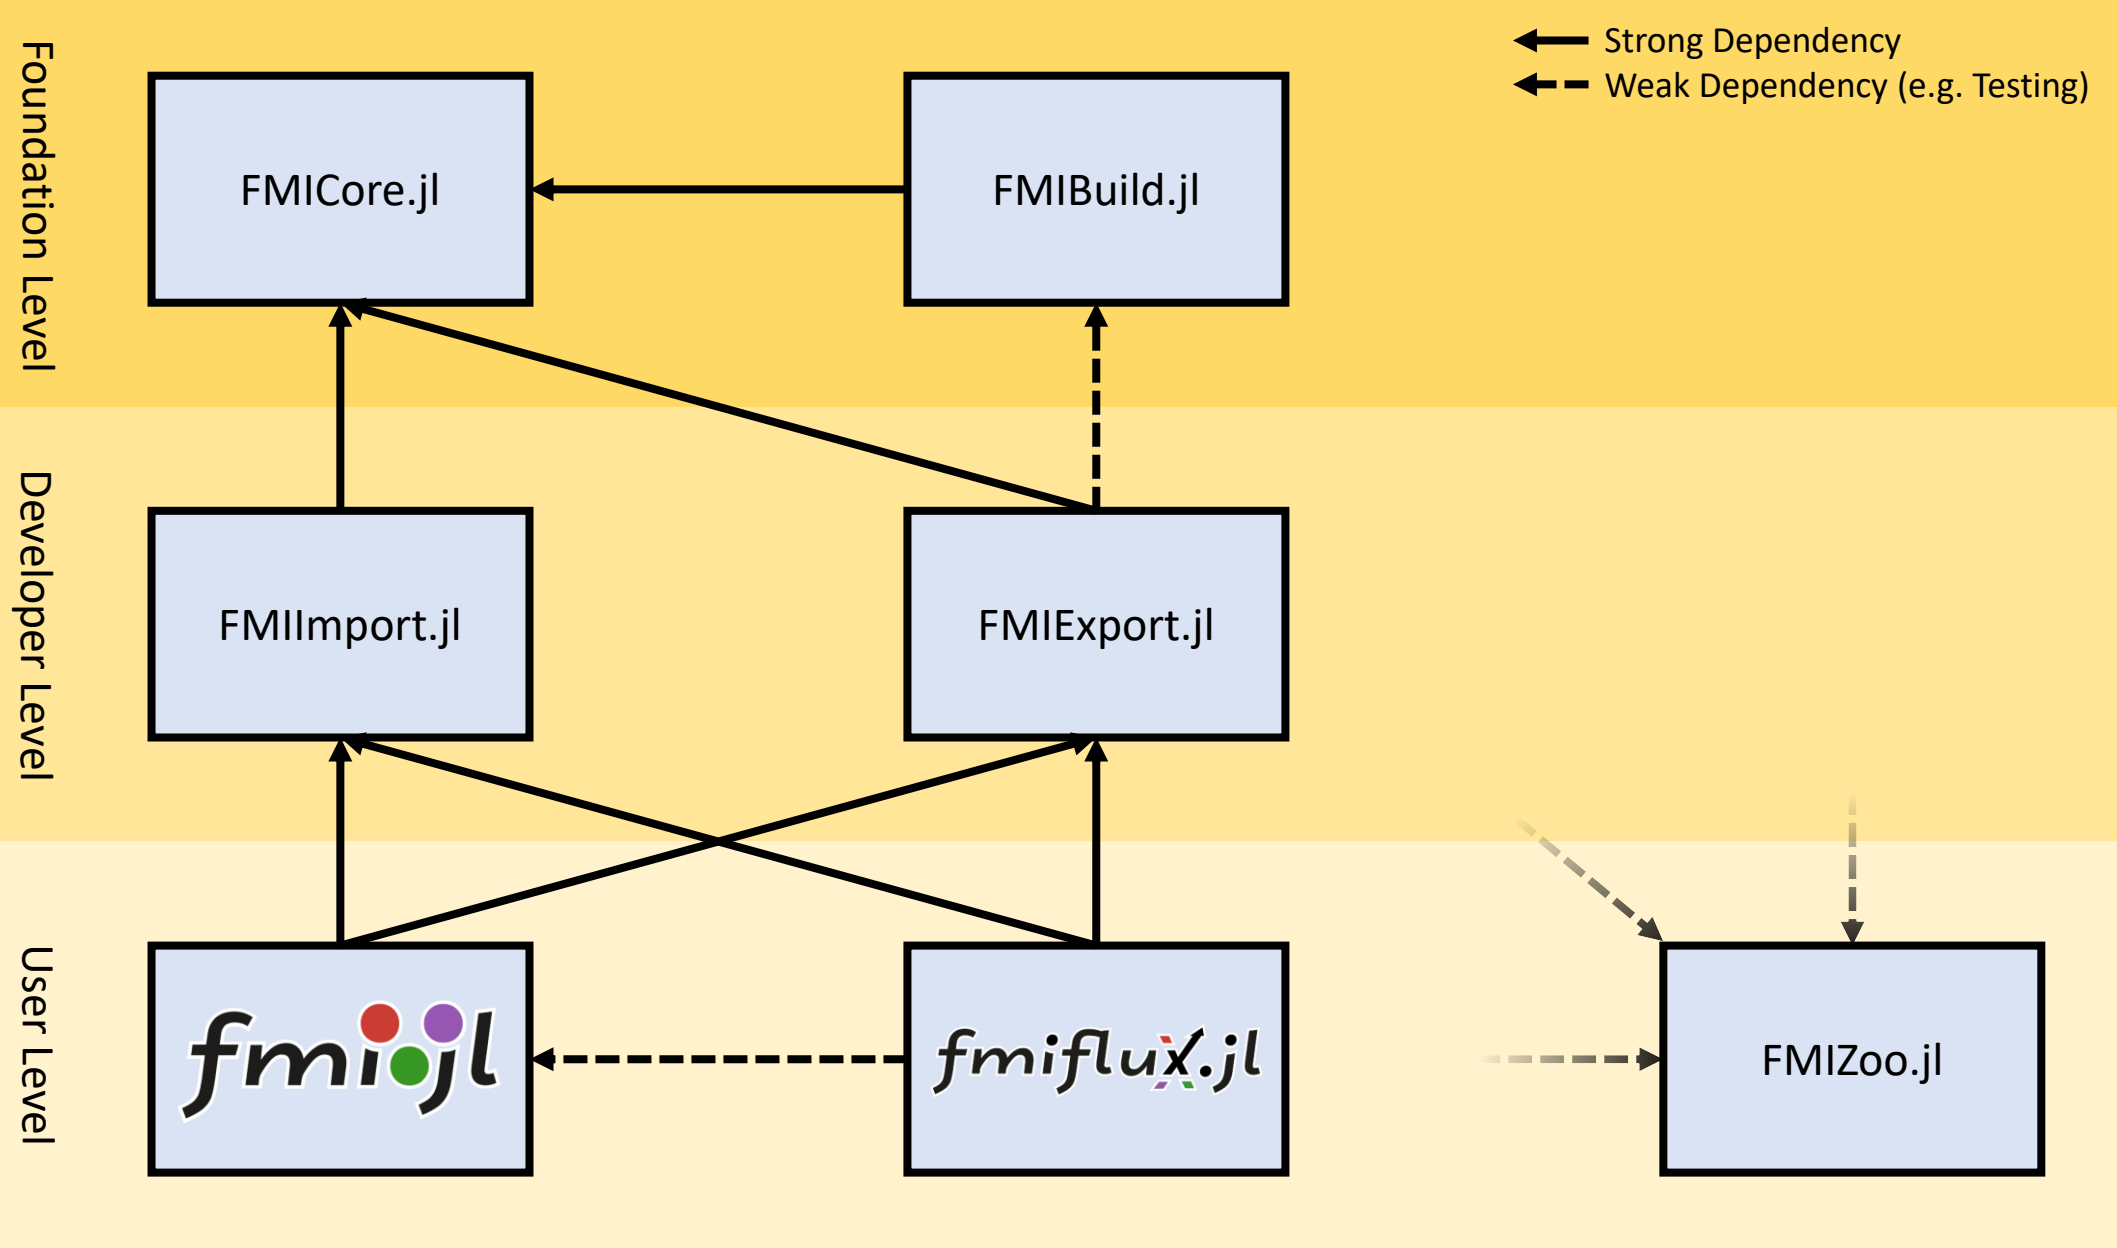 Foundation Level
Strong Dependency
Weak Dependency (e.g. Testing)
FMICore.jl
FMIBuild.jl
Developer Level
FMIImport.jl
FMIExport.jl
User Level
fmi.jl
fmiflux.jl
FMIZoo.jl